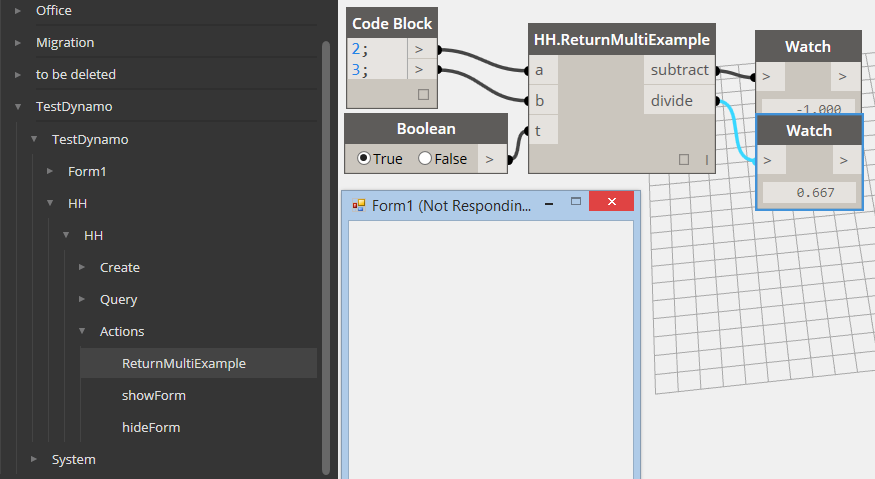 Office
Migration
to be deleted
TestDynamo
TestDynamo
Form1
HH
HH
Create
Query
Actions
ReturnMultiExample
showForm
hideForm
System
Code Block
2; >
3; >
Boolean
True False >
HH.ReturnMultiExample
a subtract
b divide
t
Watch
> >
-1.000
Watch
> >
0.667
Form1 (Not Respondin...